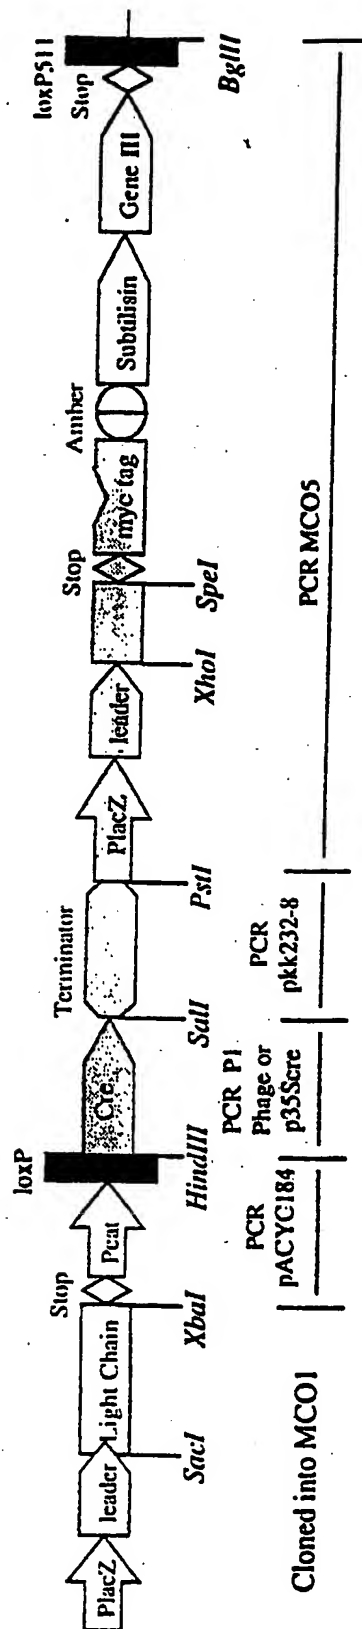 PlacZ
leader
Light Chain
Stop
Pcat
loxP
Cre
Terminator
PlacZ
leader
Stop
myc tag
Amber
Subtilisin
Gene III
Stop
loxP511
SacI
XbaI
HindIII
SalI
PstI
XhoI
SpeI
BglII
Cloned into MCO1
PCR
pACYC184
PCR P1
Phage or
p35Scre
PCR
pkk232-8
PCR MCO5